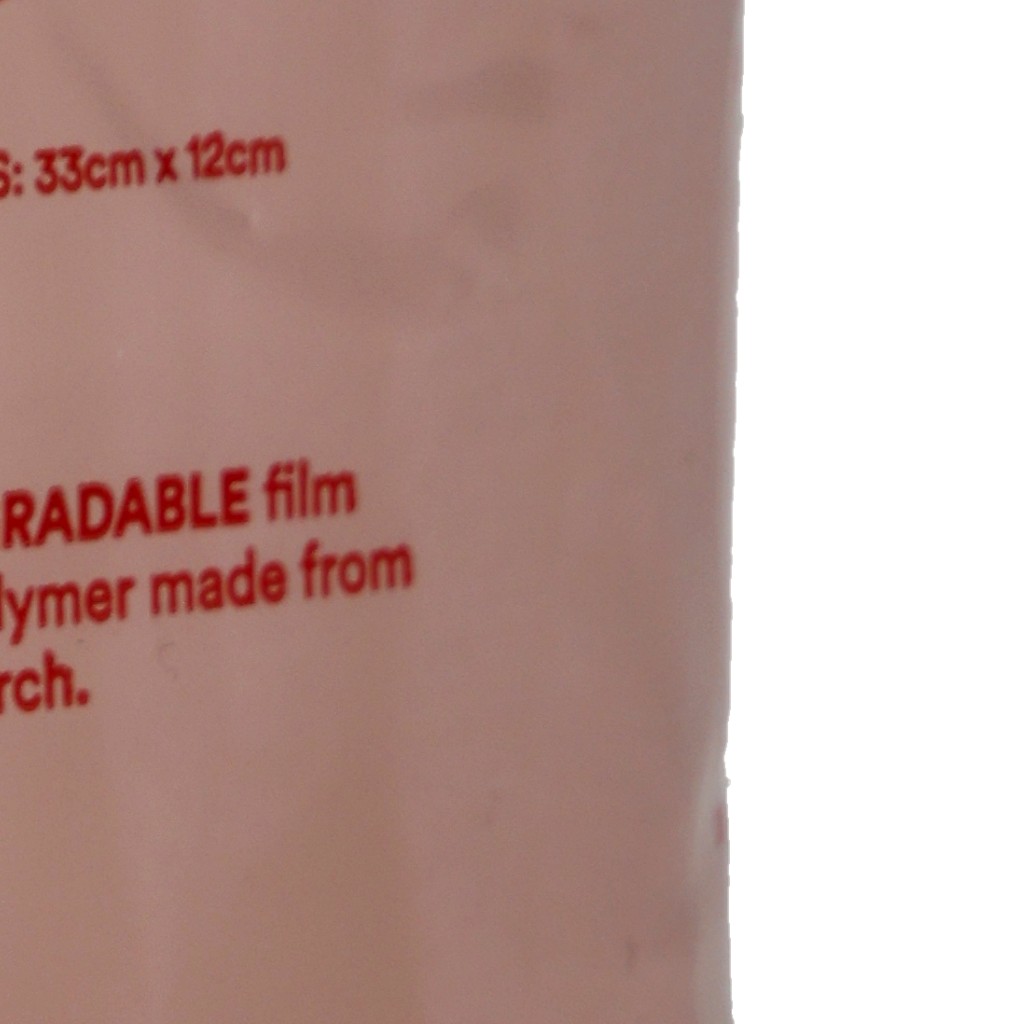 S: 33cm x 12cm
RADABLE film
lymer made from
rch.